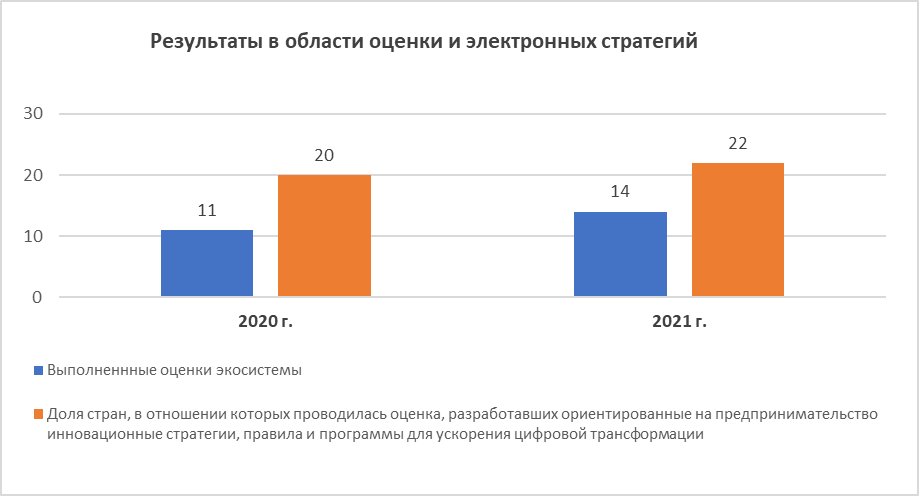 Результаты в области оценки и электронных стратегий
30
20
10
0
11
20
14
22
2020 г.
2021 г.
Выполненнные оценки экосистемы
Доля стран, в отношении которых проводилась оценка, разработавших ориентированные на предпринимательство
инновационные стратегии, правила и программы для ускорения цифровой трансформации